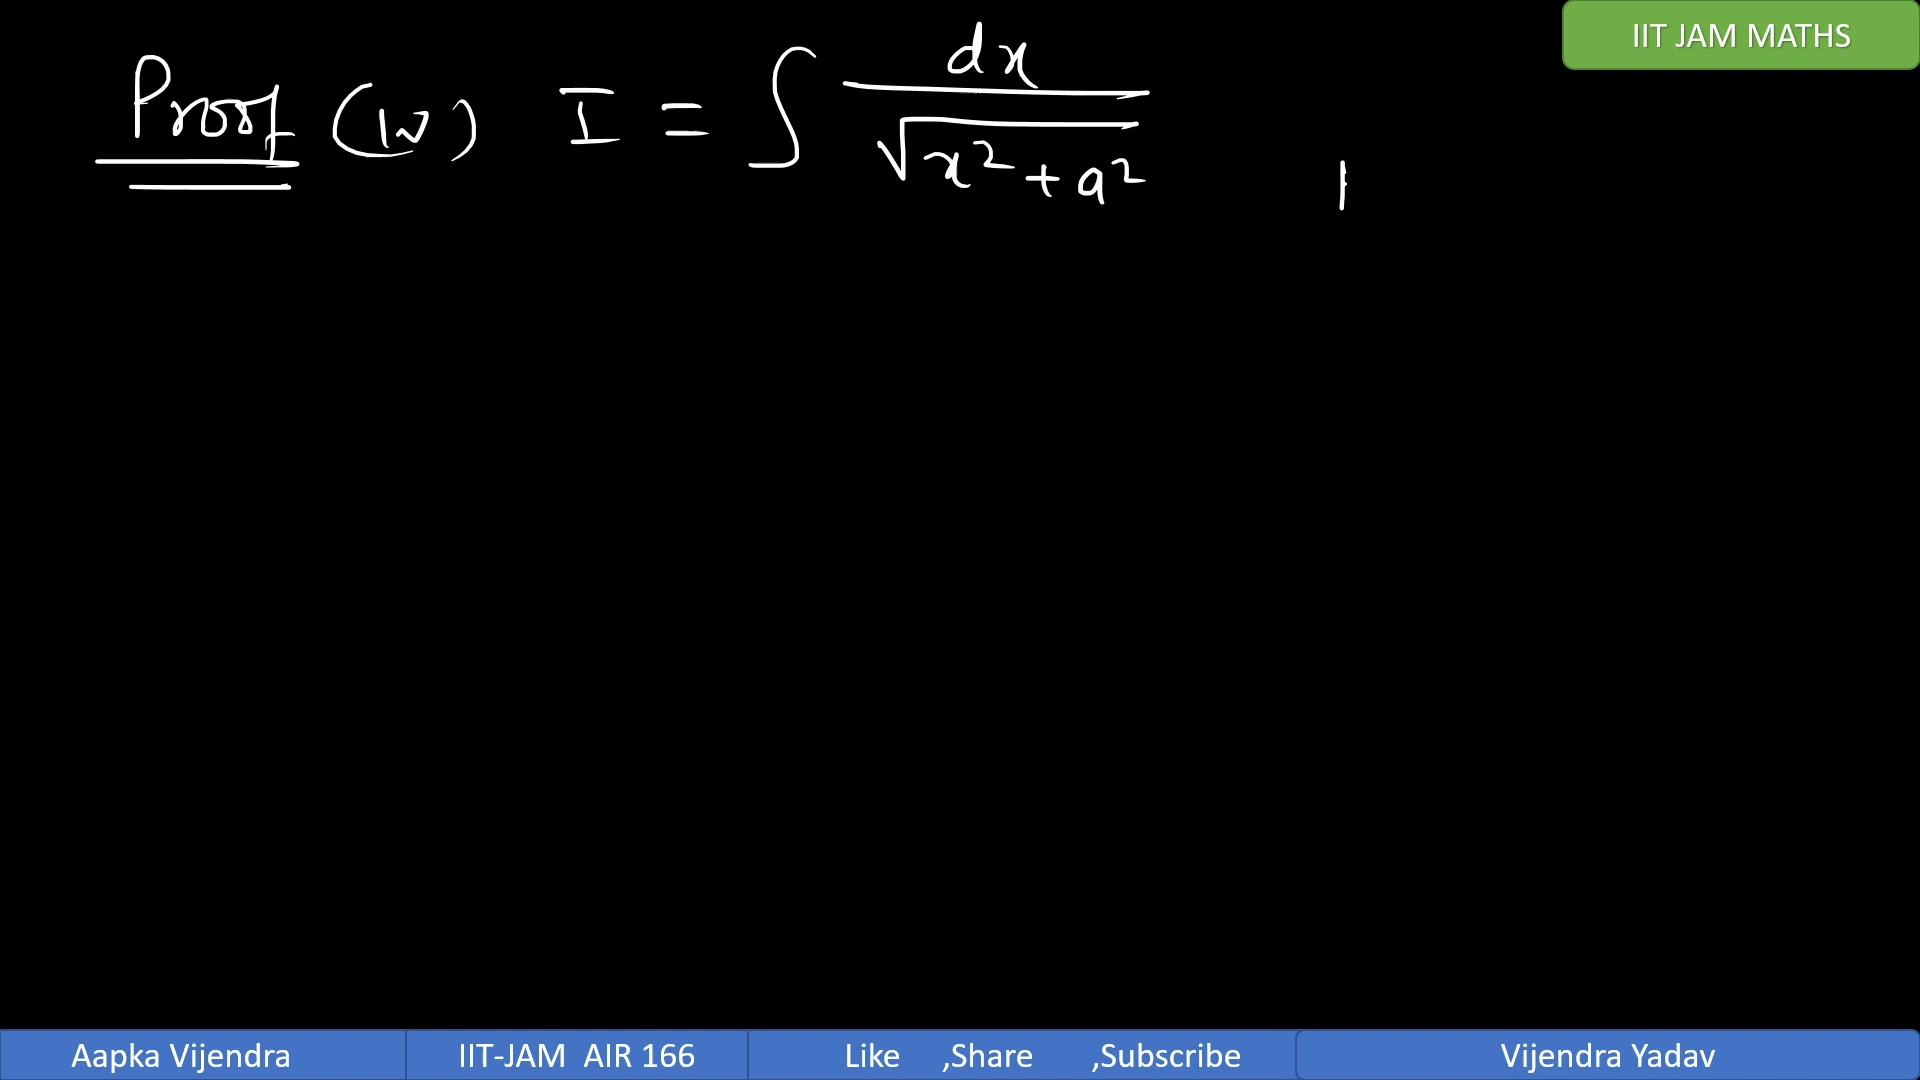 IIT JAM MATHS
Proof (iv) I = ∫ dx / √(x² + a²)
Aapka Vijendra
IIT-JAM AIR 166
Like ,Share ,Subscribe
Vijendra Yadav